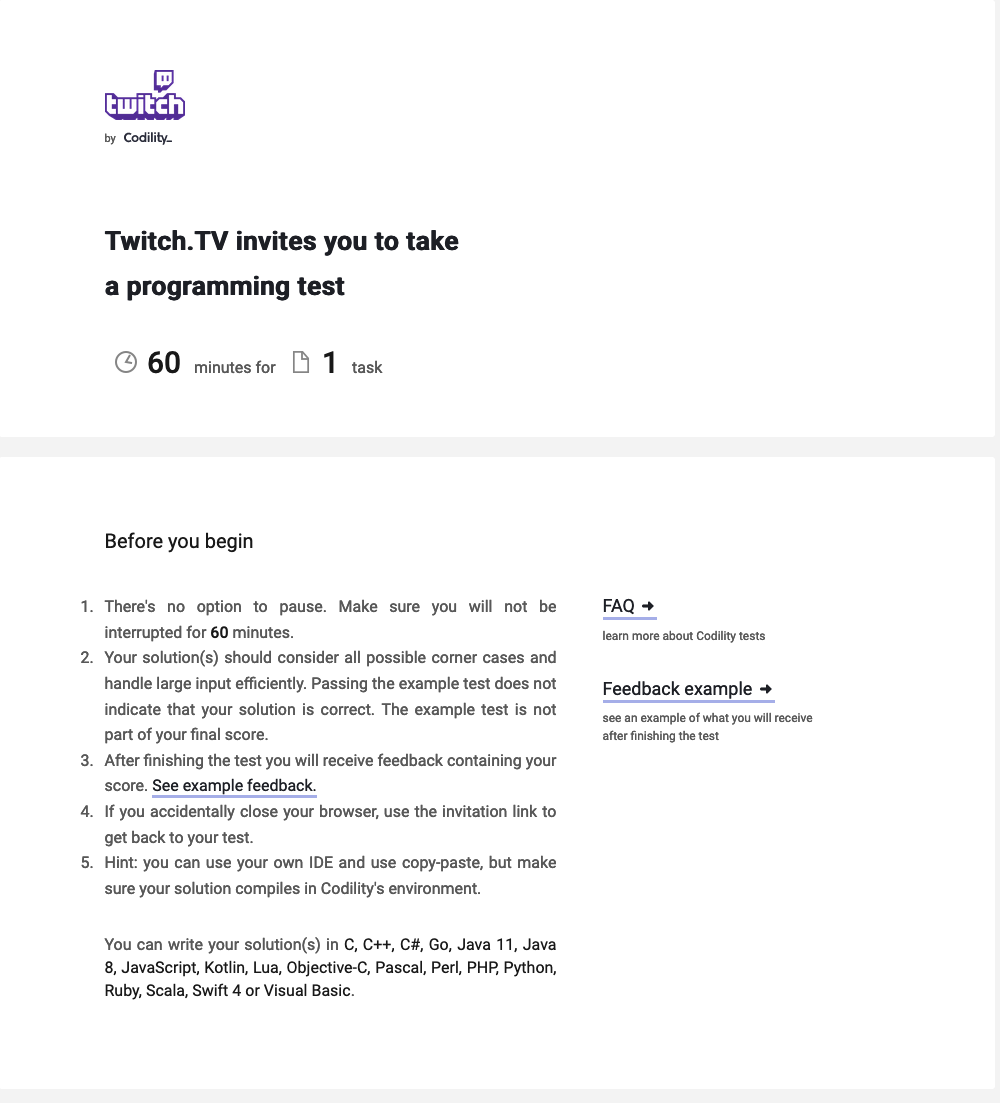 twitch
by Codility_
Twitch.TV invites you to take
a programming test
60 minutes for 1 task
Before you begin
1. There's no option to pause. Make sure you will not be
interrupted for 60 minutes.
2. Your solution(s) should consider all possible corner cases and
handle large input efficiently. Passing the example test does not
indicate that your solution is correct. The example test is not
part of your final score.
3. After finishing the test you will receive feedback containing your
score. See example feedback.
4. If you accidentally close your browser, use the invitation link to
get back to your test.
5. Hint: you can use your own IDE and use copy-paste, but make
sure your solution compiles in Codility's environment.
You can write your solution(s) in C, C++, C#, Go, Java 11, Java
8, JavaScript, Kotlin, Lua, Objective-C, Pascal, Perl, PHP, Python,
Ruby, Scala, Swift 4 or Visual Basic.
FAQ ➜
learn more about Codility tests
Feedback example ➜
see an example of what you will receive
after finishing the test